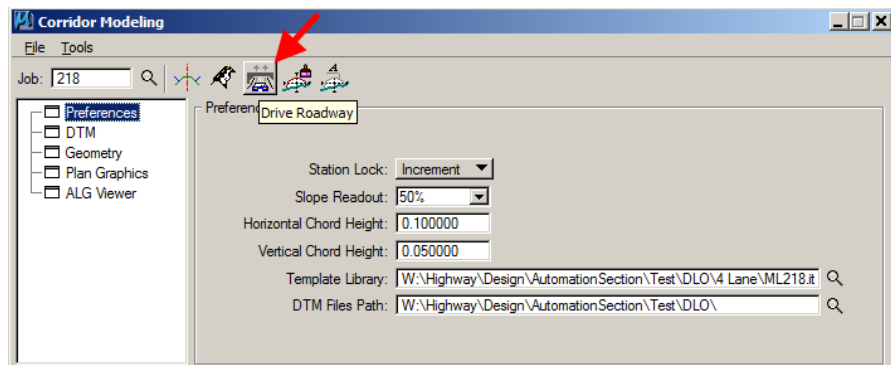 Corridor Modeling
File Tools
Job: 218
Drive Roadway
Preferences
DTM
Geometry
Plan Graphics
ALG Viewer
Station Lock: Increment
Slope Readout: 50%
Horizontal Chord Height: 0.100000
Vertical Chord Height: 0.050000
Template Library: W:\Highway\Design\AutomationSection\Test\DLO\4 Lane\ML218.it
DTM Files Path: W:\Highway\Design\AutomationSection\Test\DLO\